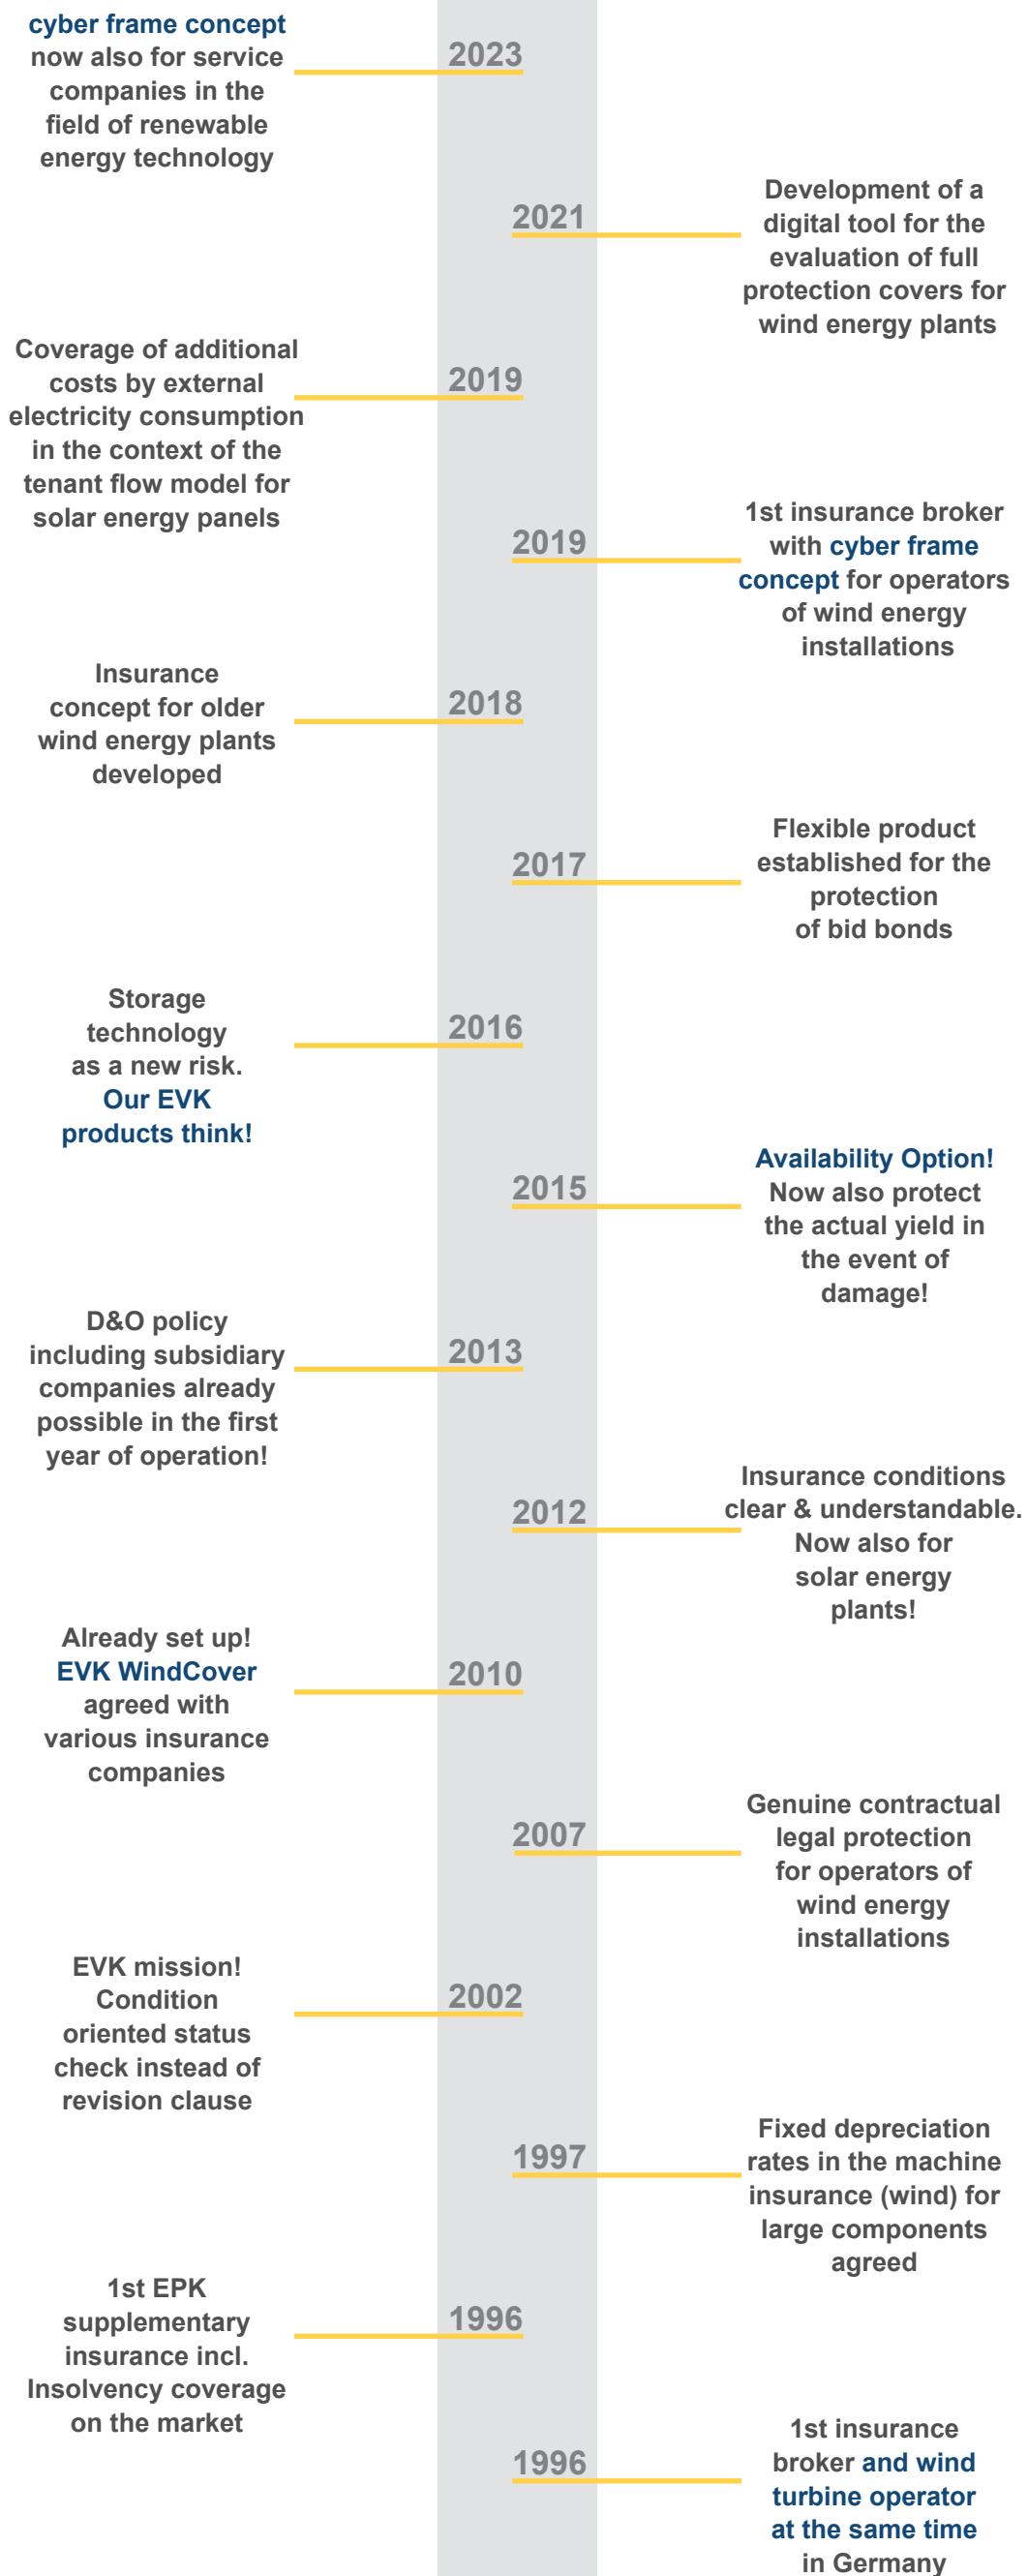 cyber frame concept
now also for service
companies in the
field of renewable
energy technology
2023
2021
Development of a
digital tool for the
evaluation of full
protection covers for
wind energy plants
Coverage of additional
costs by external
electricity consumption
in the context of the
tenant flow model for
solar energy panels
2019
2019
1st insurance broker
with cyber frame
concept for operators
of wind energy
installations
Insurance
concept for older
wind energy plants
developed
2018
2017
Flexible product
established for the
protection
of bid bonds
Storage
technology
as a new risk.
Our EVK
products think!
2016
2015
Availability Option!
Now also protect
the actual yield in
the event of
damage!
D&O policy
including subsidiary
companies already
possible in the first
year of operation!
2013
2012
Insurance conditions
clear & understandable.
Now also for
solar energy
plants!
Already set up!
EVK WindCover
agreed with
various insurance
companies
2010
2007
Genuine contractual
legal protection
for operators of
wind energy
installations
EVK mission!
Condition
oriented status
check instead of
revision clause
2002
1997
Fixed depreciation
rates in the machine
insurance (wind) for
large components
agreed
1st EPK
supplementary
insurance incl.
Insolvency coverage
on the market
1996
1996
1st insurance
broker and wind
turbine operator
at the same time
in Germany